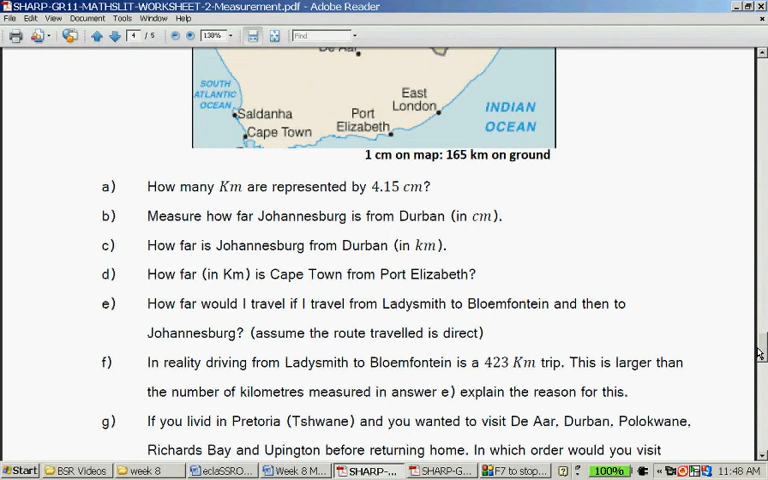 SHARP-GR11-MATHSLIT-WORKSHEET-2-Measurement.pdf - Adobe Reader
File Edit View Document Tools Window Help
4 / 5 138% Find
De Aar
SOUTH
ATLANTIC
OCEAN
Saldanha
Cape Town
Port
Elizabeth
East
London
INDIAN
OCEAN
1 cm on map: 165 km on ground
a) How many Km are represented by 4.15 cm?
b) Measure how far Johannesburg is from Durban (in cm).
c) How far is Johannesburg from Durban (in km).
d) How far (in Km) is Cape Town from Port Elizabeth?
e) How far would I travel if I travel from Ladysmith to Bloemfontein and then to
Johannesburg? (assume the route travelled is direct)
f) In reality driving from Ladysmith to Bloemfontein is a 423 Km trip. This is larger than
the number of kilometres measured in answer e) explain the reason for this.
g) If you livid in Pretoria (Tshwane) and you wanted to visit De Aar, Durban, Polokwane,
Richards Bay and Upington before returning home. In which order would you visit
Start BSR Videos week 8 eclaSSRO... Week 8 M... SHARP-... SHARP-G... F7 to stop... 100% 11:48 AM